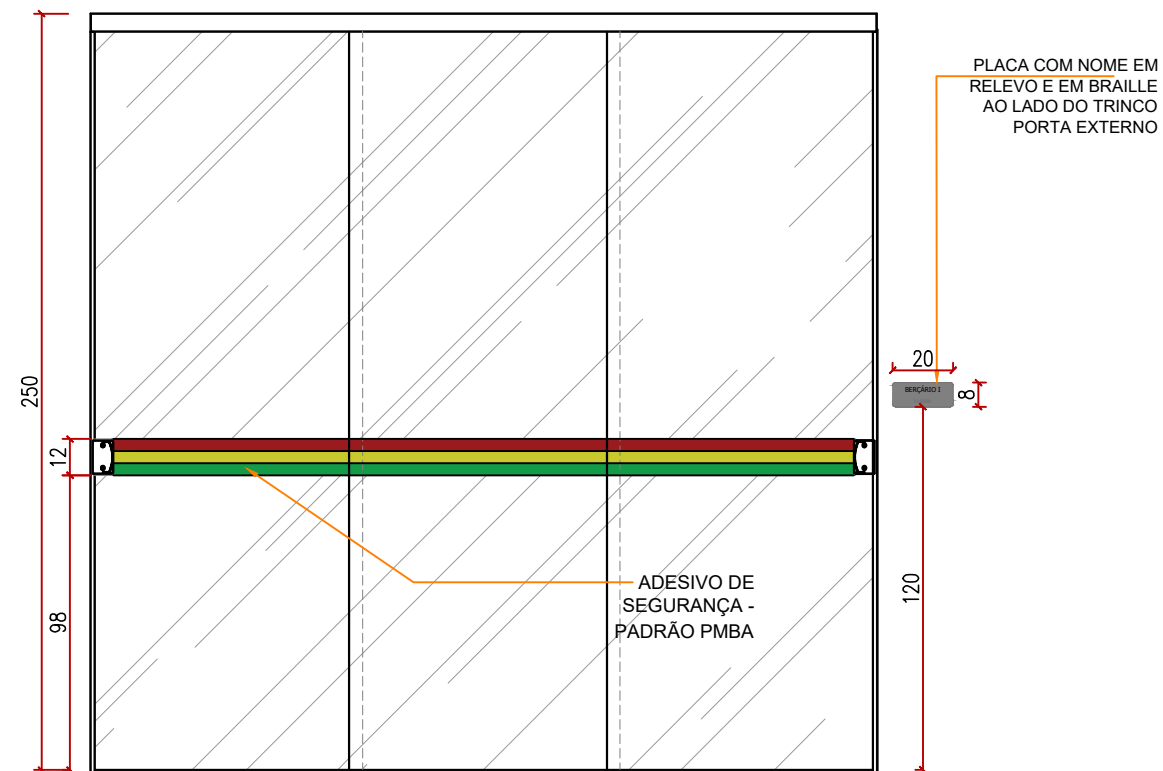 PLACA COM NOME EM
RELEVO E EM BRAILLE
AO LADO DO TRINCO
PORTA EXTERNO
250
20
BERÇÁRIO I
8
12
ADESIVO DE
SEGURANÇA -
PADRÃO PMBA
98
120